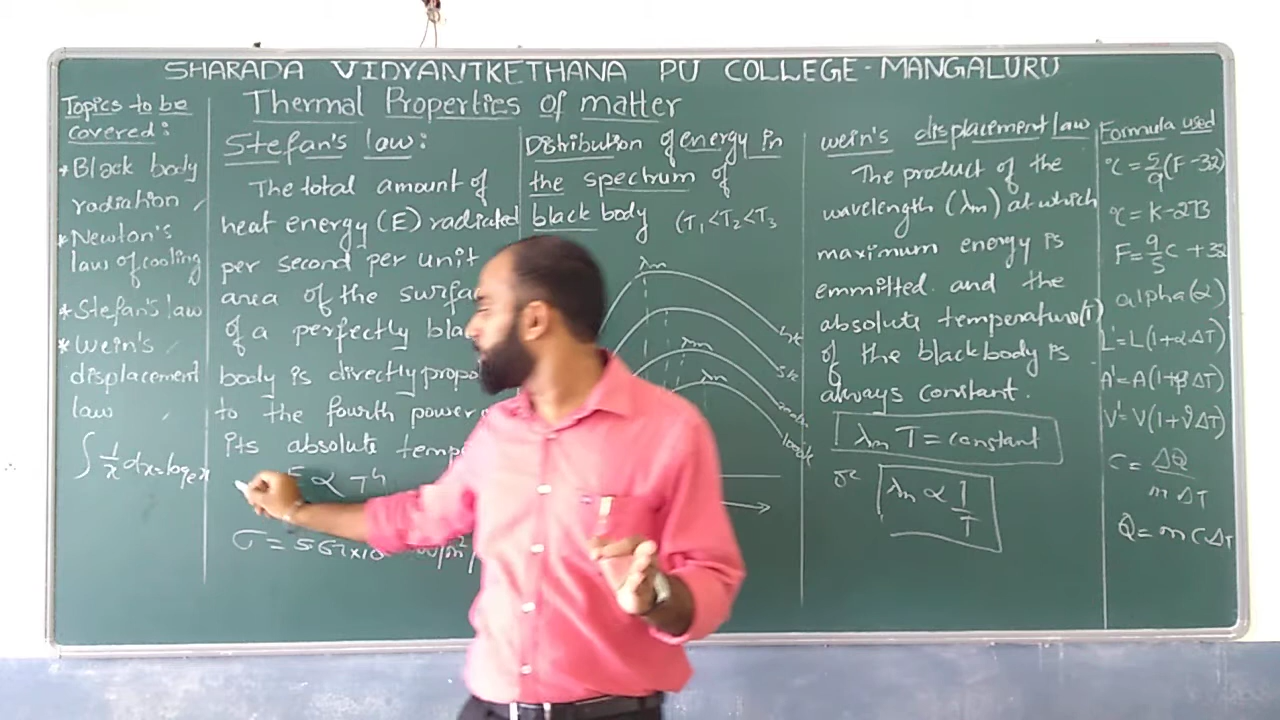 SHARADA VIDYANIKETHANA PU COLLEGE - MANGALURU
Thermal Properties of matter
Topics to be
covered:
* Black body
radiation
* Newton's
law of cooling
* Stefan's law
* Wein's
displacement
law
∫ 1/x dx = logₑx
Stefan's law:
The total amount of
heat energy (E) radiated
per second per unit
area of the surfa
of a perfectly bla
body is directly propo
to the fourth power
its absolute temp
E ∝ T⁴
Distribution of energy in
the spectrum of
black body (T₁<T₂<T₃
λm
λm
λm
wein's displacement law
The product of the
wavelength (λm) at which
maximum energy is
emmitted. and the
absolute temperature(T)
of the blackbody is
always constant.
λm T = constant
or
λm ∝ 1/T
Formula used
°C = 5/9 (F-32)
°C = K-273
F = 9/5 C + 32
alpha(α)
L' = L(1+αΔT)
A' = A(1+βΔT)
V' = V(1+γΔT)
C = ΔQ / m ΔT
Q = m C ΔT